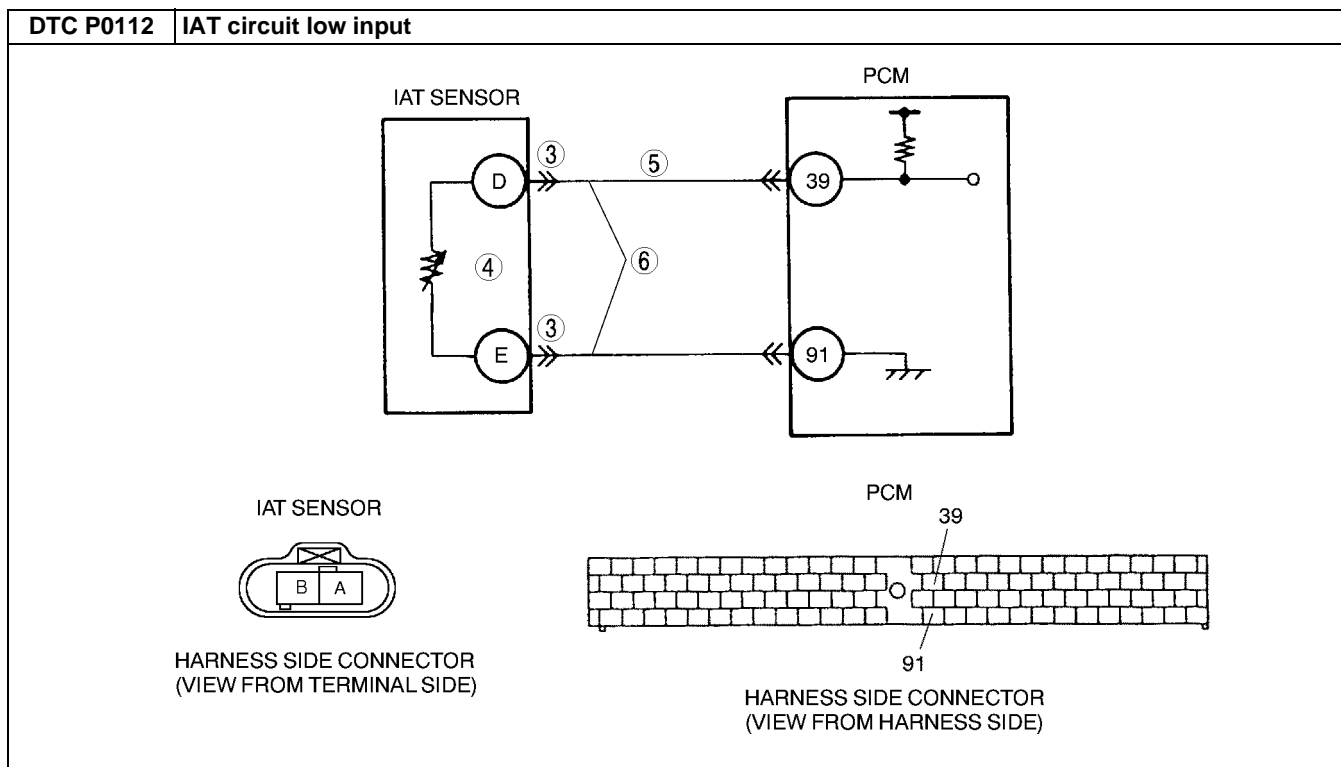 DTC P0112 IAT circuit low input
PCM
IAT SENSOR
③ ⑤
D 39
④ ⑥
③
E 91
PCM
IAT SENSOR 39
B A
91
HARNESS SIDE CONNECTOR
(VIEW FROM TERMINAL SIDE)
HARNESS SIDE CONNECTOR
(VIEW FROM HARNESS SIDE)